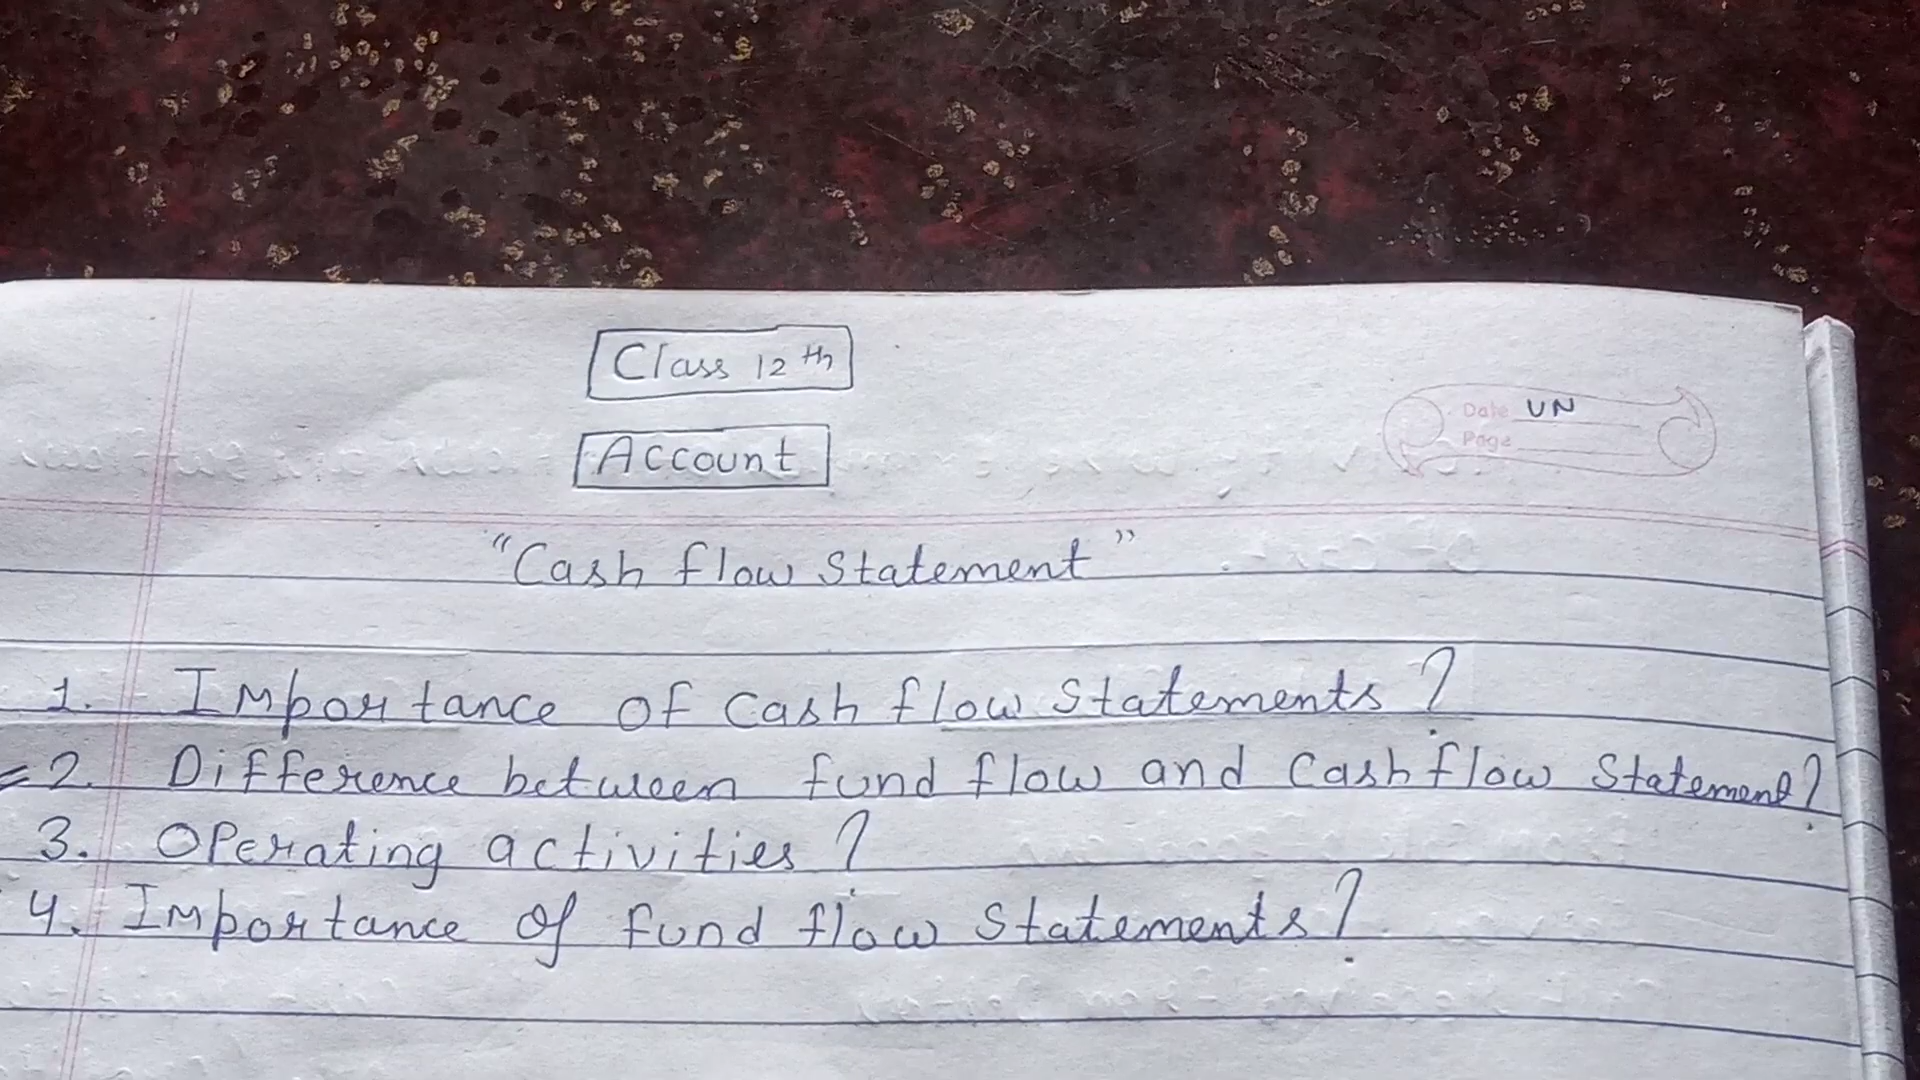 Class 12th
Date UN
Page
Account
"Cash flow Statement"
1. Importance of Cash flow Statements?
2. Difference between fund flow and Cash flow Statement?
3. Operating activities?
4. Importance of fund flow Statements?